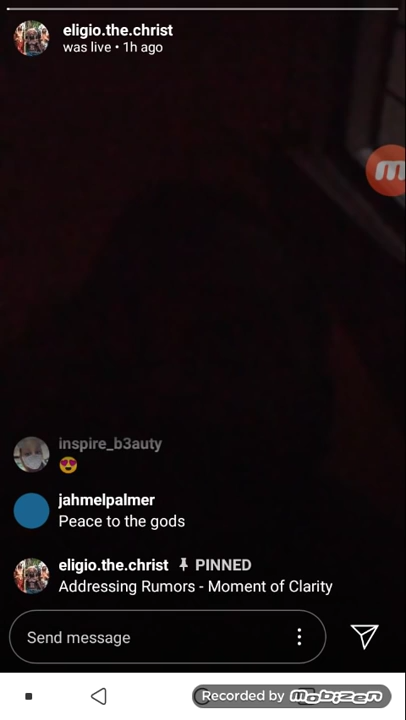 eligio.the.christ
was live • 1h ago
inspire_b3auty
😍
jahmelpalmer
Peace to the gods
eligio.the.christ PINNED
Addressing Rumors - Moment of Clarity
Send message
Recorded by mobizen